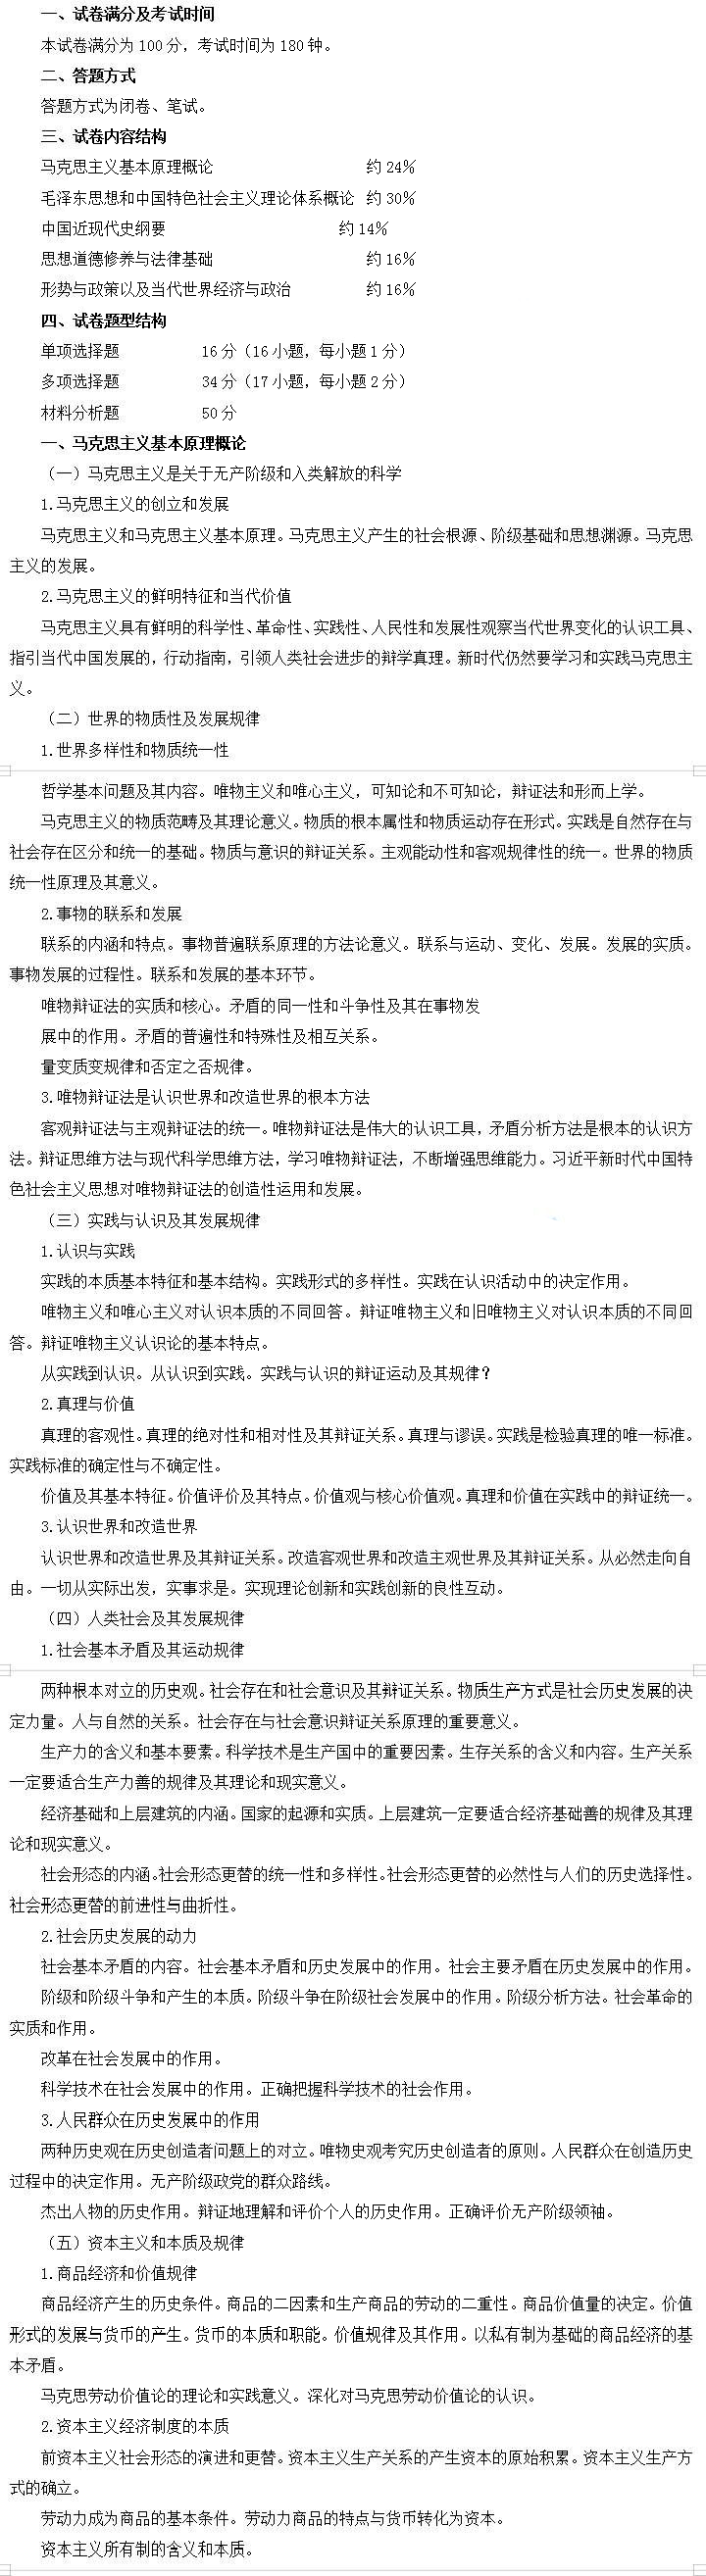 一、试卷满分及考试时间
本试卷满分为 100 分，考试时间为 180 钟。
二、答题方式
答题方式为闭卷、笔试。
三、试卷内容结构
马克思主义基本原理概论 约 24%
毛泽东思想和中国特色社会主义理论体系概论 约 30%
中国近现代史纲要 约 14%
思想道德修养与法律基础 约 16%
形势与政策以及当代世界经济与政治 约 16%
四、试卷题型结构
单项选择题 16 分（16 小题，每小题 1 分）
多项选择题 34 分（17 小题，每小题 2 分）
材料分析题 50 分
一、马克思主义基本原理概论
（一）马克思主义是关于无产阶级和入类解放的科学
1.马克思主义的创立和发展
马克思主义和马克思主义基本原理。马克思主义产生的社会根源、阶级基础和思想渊源。马克思
主义的发展。
2.马克思主义的鲜明特征和当代价值
马克思主义具有鲜明的科学性、革命性、实践性、人民性和发展性观察当代世界变化的认识工具、
指引当代中国发展的，行动指南，引领人类社会进步的辩学真理。新时代仍然要学习和实践马克思主
义。
（二）世界的物质性及发展规律
1.世界多样性和物质统一性
哲学基本问题及其内容。唯物主义和唯心主义，可知论和不可知论，辩证法和形而上学。
马克思主义的物质范畴及其理论意义。物质的根本属性和物质运动存在形式。实践是自然存在与
社会存在区分和统一的基础。物质与意识的辩证关系。主观能动性和客观规律性的统一。世界的物质
统一性原理及其意义。
2.事物的联系和发展
联系的内涵和特点。事物普遍联系原理的方法论意义。联系与运动、变化、发展。发展的实质。
事物发展的过程性。联系和发展的基本环节。
唯物辩证法的实质和核心。矛盾的同一性和斗争性及其在事物发
展中的作用。矛盾的普遍性和特殊性及相互关系。
量变质变规律和否定之否规律。
3.唯物辩证法是认识世界和改造世界的根本方法
客观辩证法与主观辩证法的统一。唯物辩证法是伟大的认识工具，矛盾分析方法是根本的认识方
法。辩证思维方法与现代科学思维方法，学习唯物辩证法，不断增强思维能力。习近平新时代中国特
色社会主义思想对唯物辩证法的创造性运用和发展。
（三）实践与认识及其发展规律
1.认识与实践
实践的本质基本特征和基本结构。实践形式的多样性。实践在认识活动中的决定作用。
唯物主义和唯心主义对认识本质的不同回答。辩证唯物主义和旧唯物主义对认识本质的不同回
答。辩证唯物主义认识论的基本特点。
从实践到认识。从认识到实践。实践与认识的辩证运动及其规律？
2.真理与价值
真理的客观性。真理的绝对性和相对性及其辩证关系。真理与谬误。实践是检验真理的唯一标准。
实践标准的确定性与不确定性。
价值及其基本特征。价值评价及其特点。价值观与核心价值观。真理和价值在实践中的辩证统一。
3.认识世界和改造世界
认识世界和改造世界及其辩证关系。改造客观世界和改造主观世界及其辩证关系。从必然走向自
由。一切从实际出发，实事求是。实现理论创新和实践创新的良性互动。
（四）人类社会及其发展规律
1.社会基本矛盾及其运动规律
两种根本对立的历史观。社会存在和社会意识及其辩证关系。物质生产方式是社会历史发展的决
定力量。人与自然的关系。社会存在与社会意识辩证关系原理的重要意义。
生产力的含义和基本要素。科学技术是生产国中的重要因素。生存关系的含义和内容。生产关系
一定要适合生产力善的规律及其理论和现实意义。
经济基础和上层建筑的内涵。国家的起源和实质。上层建筑一定要适合经济基础善的规律及其理
论和现实意义。
社会形态的内涵。社会形态更替的统一性和多样性。社会形态更替的必然性与人们的历史选择性。
社会形态更替的前进性与曲折性。
2.社会历史发展的动力
社会基本矛盾的内容。社会基本矛盾和历史发展中的作用。社会主要矛盾在历史发展中的作用。
阶级和阶级斗争和产生的本质。阶级斗争在阶级社会发展中的作用。阶级分析方法。社会革命的
实质和作用。
改革在社会发展中的作用。
科学技术在社会发展中的作用。正确把握科学技术的社会作用。
3.人民群众在历史发展中的作用
两种历史观在历史创造者问题上的对立。唯物史观考究历史创造者的原则。人民群众在创造历史
过程中的决定作用。无产阶级政党的群众路线。
杰出人物的历史作用。辩证地理解和评价个人的历史作用。正确评价无产阶级领袖。
（五）资本主义和本质及规律
1.商品经济和价值规律
商品经济产生的历史条件。商品的二因素和生产商品的劳动的二重性。商品价值量的决定。价值
形式的发展与货币的产生。货币的本质和职能。价值规律及其作用。以私有制为基础的商品经济的基
本矛盾。
马克思劳动价值论的理论和实践意义。深化对马克思劳动价值论的认识。
2.资本主义经济制度的本质
前资本主义社会形态的演进和更替。资本主义生产关系的产生资本的原始积累。资本主义生产方
式的确立。
劳动力成为商品的基本条件。劳动力商品的特点与货币转化为资本。
资本主义所有制的含义和本质。